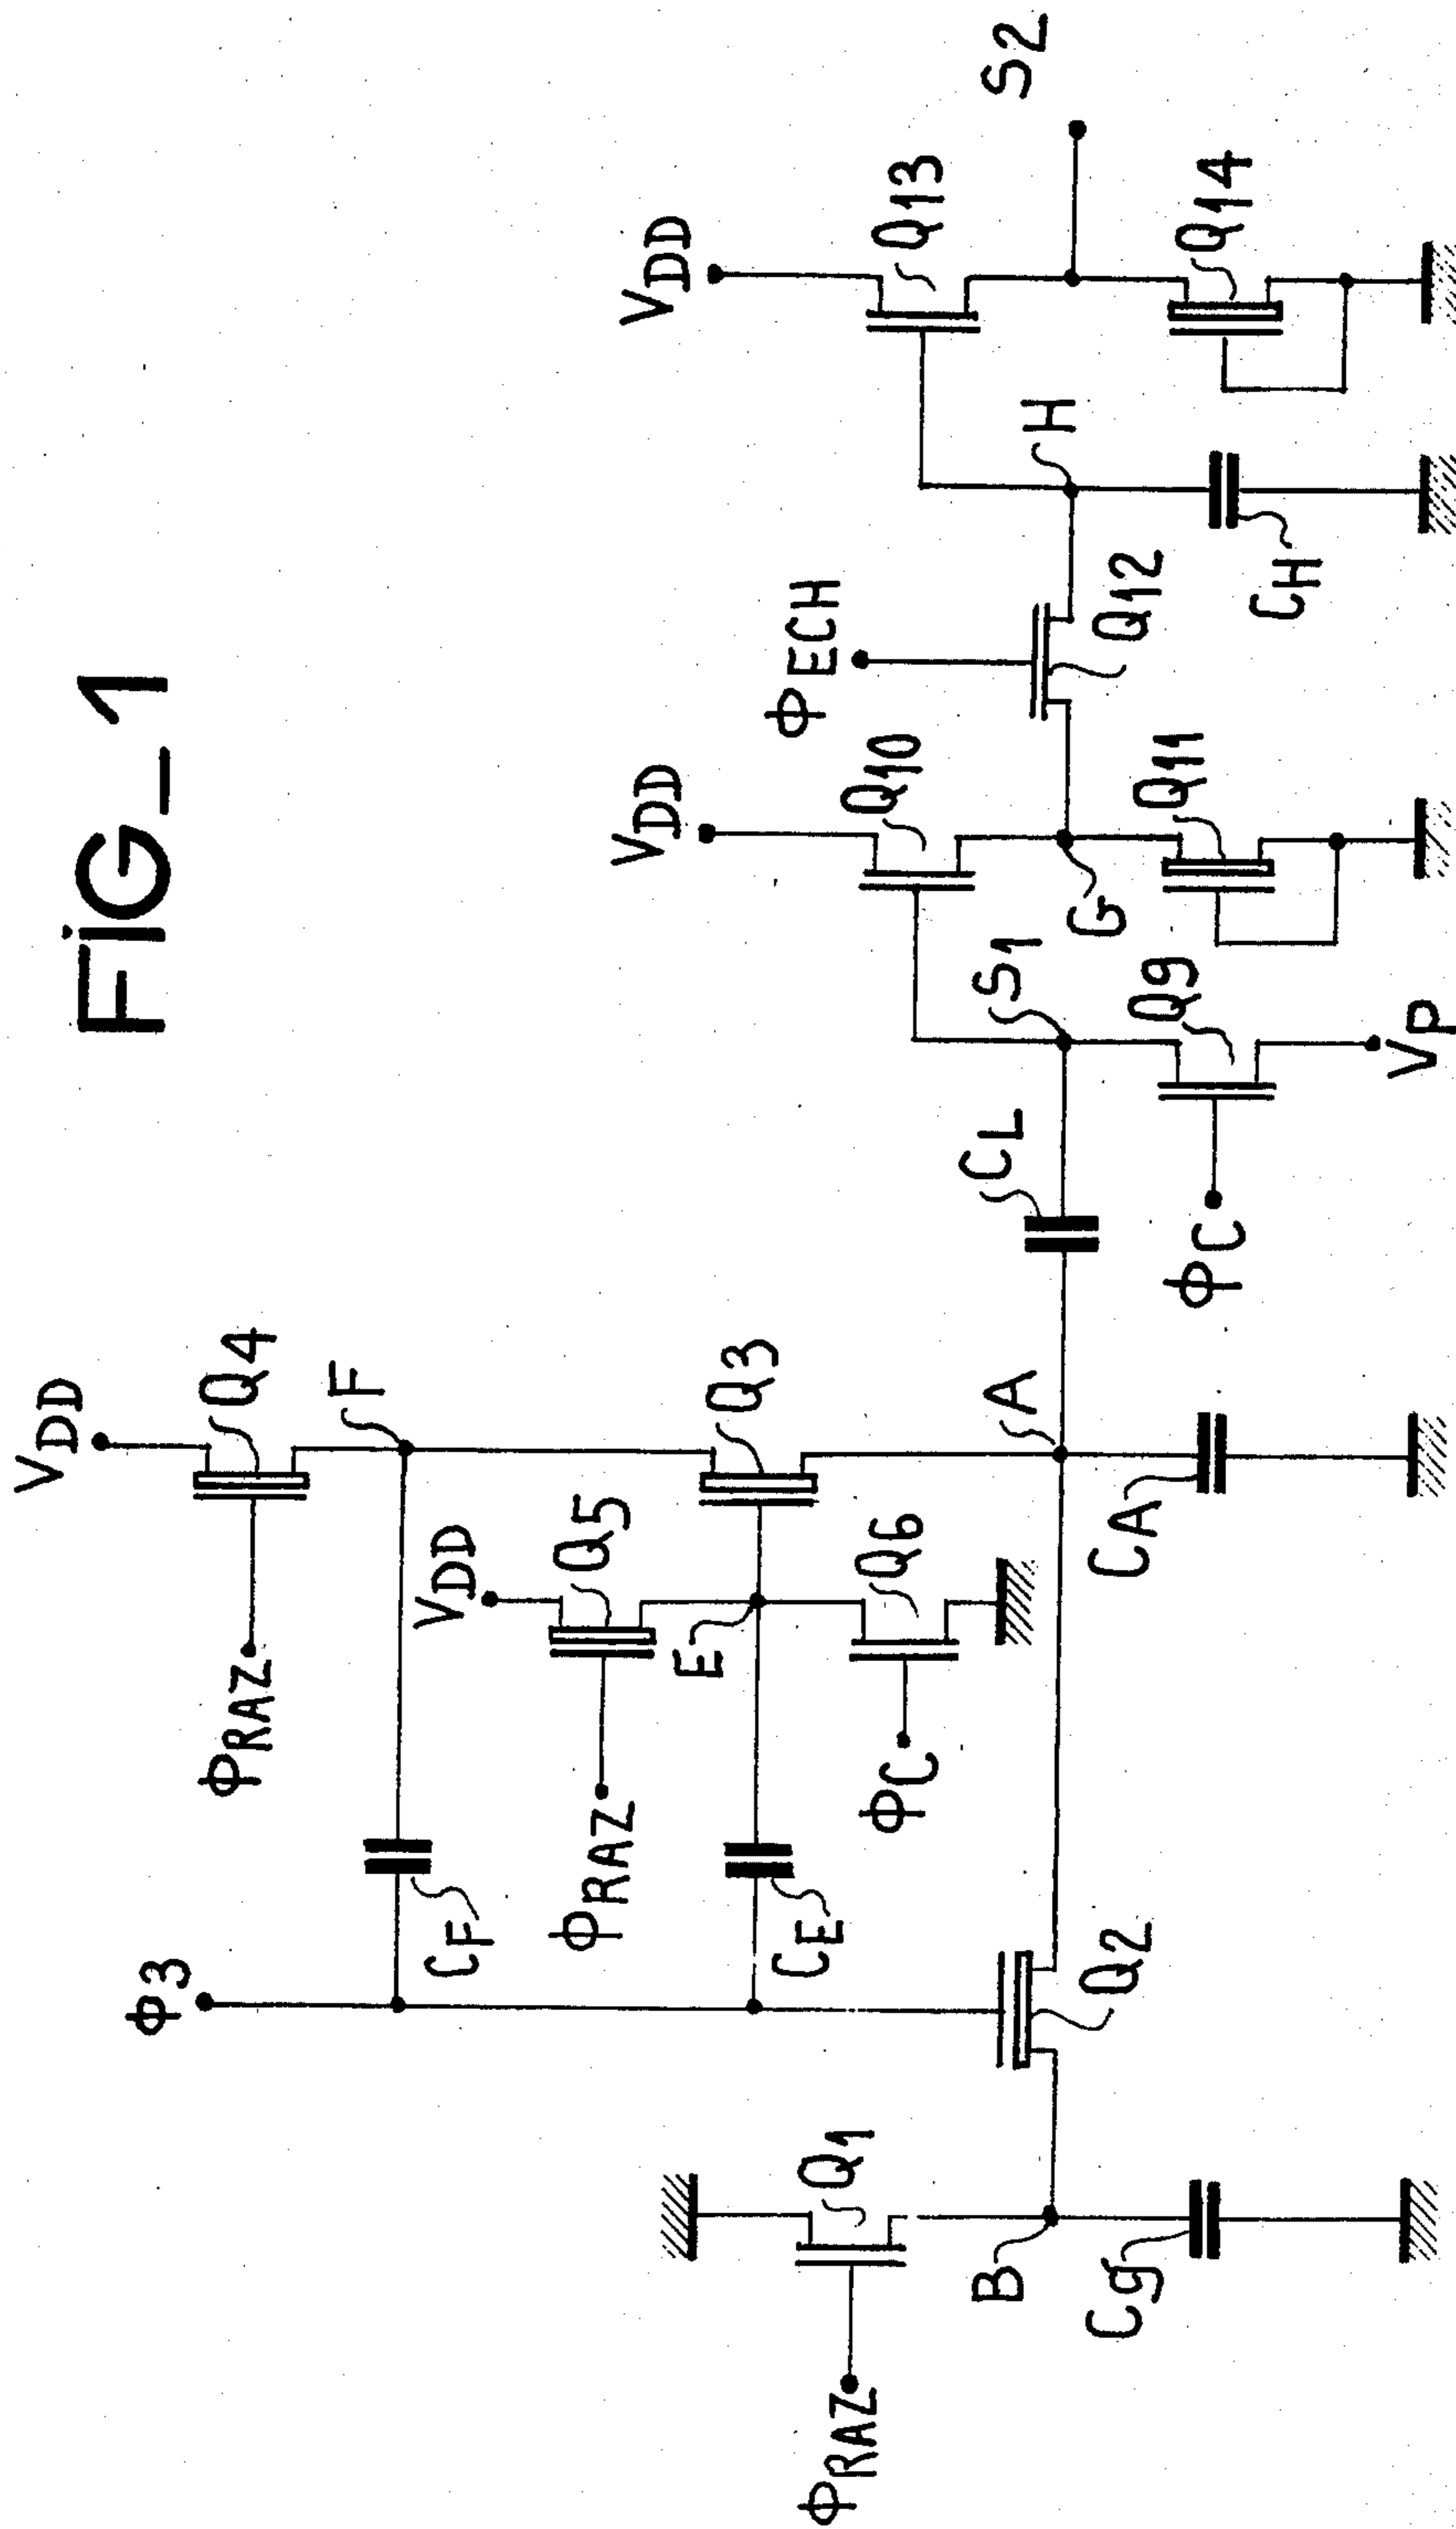 FiG_1
VDD
Q4
ΦRAZ
F
Φ3
CF
VDD
Q5
ΦRAZ
E
Q3
CE
Q6
ΦC
ΦRAZ
Q1
B
Cg
Q2
A
CA
CL
S1
Q9
ΦC
VP
VDD
Q10
G
Q11
ΦECH
Q12
H
CH
VDD
Q13
S2
Q14